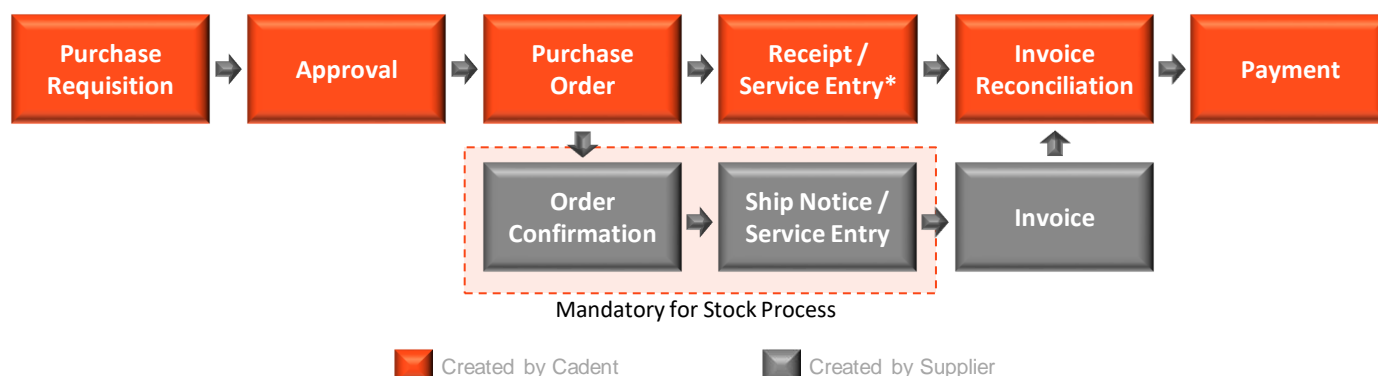 Purchase
Requisition
Approval
Purchase
Order
Receipt /
Service Entry*
Invoice
Reconciliation
Payment
Order
Confirmation
Ship Notice /
Service Entry
Invoice
Mandatory for Stock Process
Created by Cadent
Created by Supplier